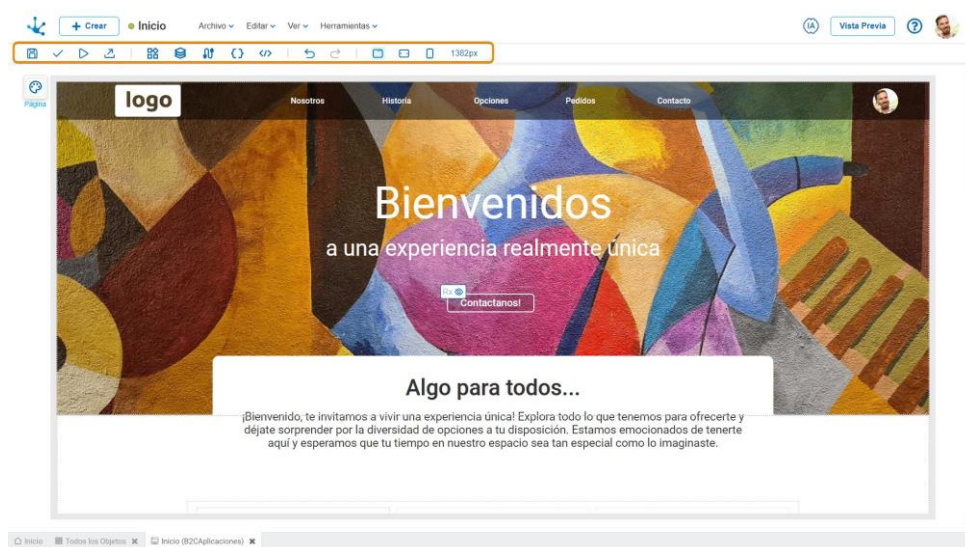 Crear
Inicio
Archivo
Editar
Ver
Herramientas
IA
Vista Previa
?
1382px
Página
logo
Nosotros
Historia
Opciones
Pedidos
Contacto
Bienvenidos
a una experiencia realmente única
Rx
Contactanos!
Algo para todos...
¡Bienvenido, te invitamos a vivir una experiencia única! Explora todo lo que tenemos para ofrecerte y
déjate sorprender por la diversidad de opciones a tu disposición. Estamos emocionados de tenerte
aquí y esperamos que tu tiempo en nuestro espacio sea tan especial como lo imaginaste.
Inicio
Todos los Objetos
Inicio (B2CAplicaciones)